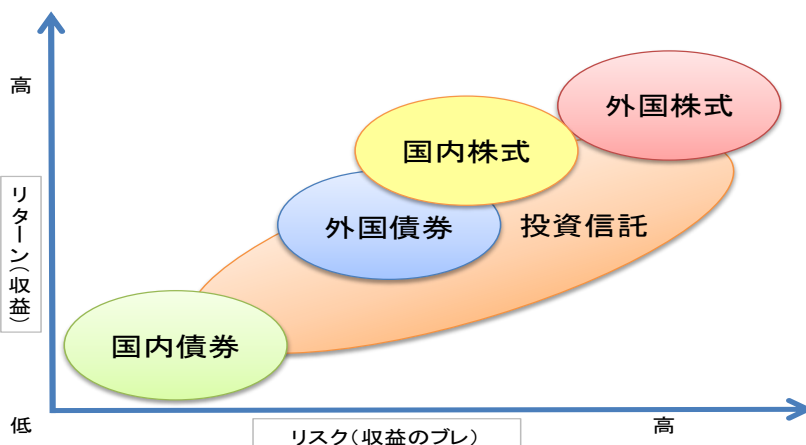 高
外国株式
国内株式
リターン(収益)
外国債券
投資信託
国内債券
低
リスク(収益のブレ)
高